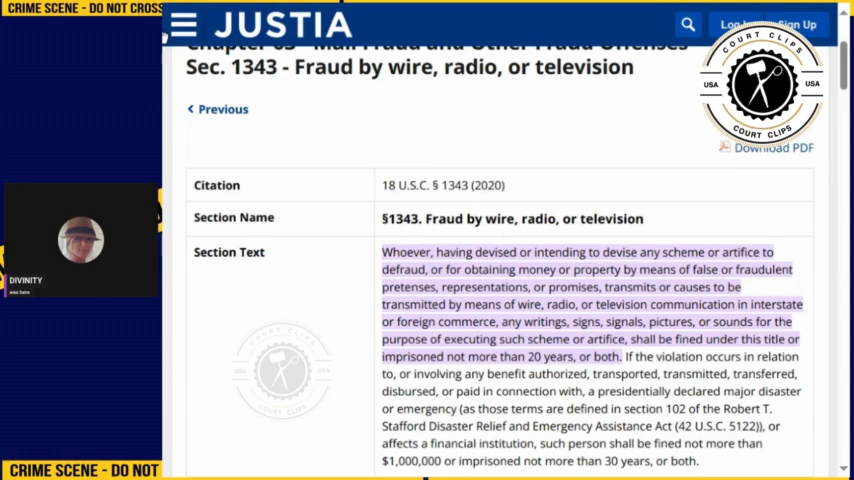 CRIME SCENE - DO NOT CROSS
JUSTIA
Log In Sign Up
Chapter 63 - Mail Fraud and Other Fraud Offenses
Sec. 1343 - Fraud by wire, radio, or television
COURT CLIPS
USA USA
COURT CLIPS
Previous
Download PDF
Citation 18 U.S.C. § 1343 (2020)
Section Name §1343. Fraud by wire, radio, or television
Section Text Whoever, having devised or intending to devise any scheme or artifice to
defraud, or for obtaining money or property by means of false or fraudulent
pretenses, representations, or promises, transmits or causes to be
transmitted by means of wire, radio, or television communication in interstate
or foreign commerce, any writings, signs, signals, pictures, or sounds for the
purpose of executing such scheme or artifice, shall be fined under this title or
imprisoned not more than 20 years, or both. If the violation occurs in relation
to, or involving any benefit authorized, transported, transmitted, transferred,
disbursed, or paid in connection with, a presidentially declared major disaster
or emergency (as those terms are defined in section 102 of the Robert T.
Stafford Disaster Relief and Emergency Assistance Act (42 U.S.C. 5122)), or
affects a financial institution, such person shall be fined not more than
$1,000,000 or imprisoned not more than 30 years, or both.
DIVINITY
was here
COURT CLIPS
USA USA
COURT CLIPS
CRIME SCENE - DO NOT